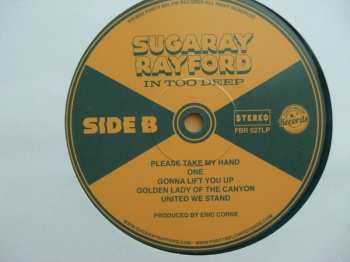 SUGARAY
RAYFORD
IN TOO DEEP
SIDE B
STEREO
FBR 027LP
Records
PLEASE TAKE MY HAND
ONE
GONNA LIFT YOU UP
GOLDEN LADY OF THE CANYON
UNITED WE STAND
PRODUCED BY ERIC CORNE